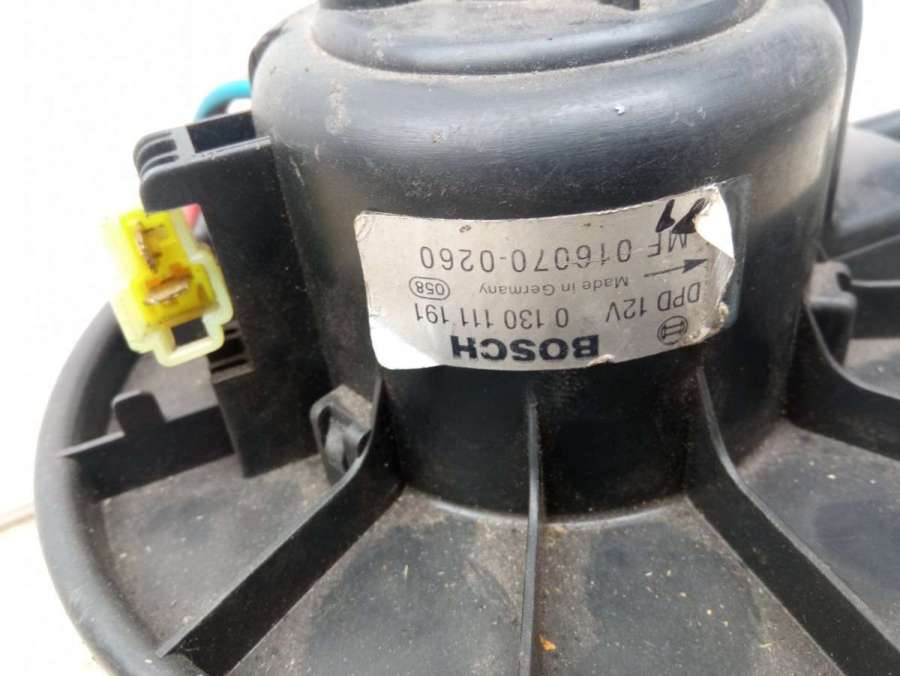 BOSCH
DPD 12V 0 130 111 191
Made in Germany 058
MF 016070-0260